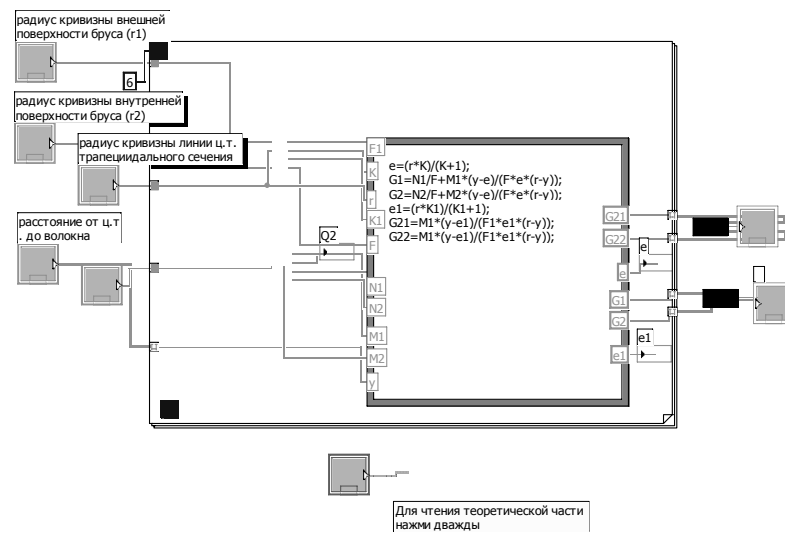 радиус кривизны внешней
поверхности бруса (r1)
6
радиус кривизны внутренней
поверхности бруса (r2)
радиус кривизны линии ц.т.
трапециидального сечения
расстояние от ц.т
. до волокна
Q2
F1
K
r
K1
F
N1
N2
M1
M2
y
e=(r*K)/(K+1);
G1=N1/F+M1*(y-e)/(F*e*(r-y));
G2=N2/F+M2*(y-e)/(F*e*(r-y));
e1=(r*K1)/(K1+1);
G21=M1*(y-e1)/(F1*e1*(r-y));
G22=M1*(y-e1)/(F1*e1*(r-y));
G21
G22
e
G1
G2
e1
e
e1
Для чтения теоретической части
нажми дважды